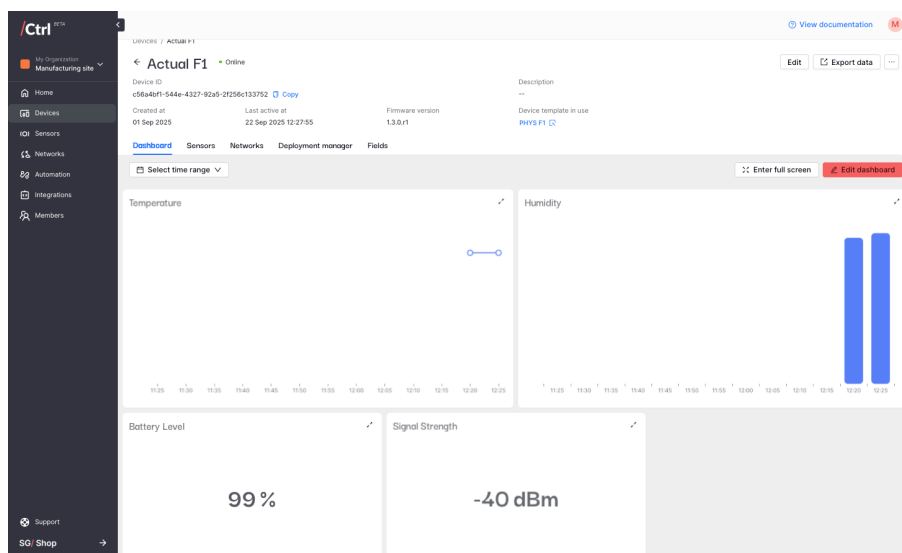 /Ctrl BETA
View documentation
M
My Organization
Manufacturing site
Home
Devices
Sensors
Networks
Automation
Integrations
Members
Support
SG/ Shop
Devices / Actual F1
Actual F1
Online
Edit
Export data
Device ID
c56a4bf1-544e-4327-92a5-2f256c133752
Copy
Description
--
Created at
01 Sep 2025
Last active at
22 Sep 2025 12:27:55
Firmware version
1.3.0.r1
Device template in use
PHYS F1
Dashboard Sensors Networks Deployment manager Fields
Select time range
Enter full screen
Edit dashboard
Temperature
11:25 11:30 11:35 11:40 11:45 11:50 11:55 12:00 12:05 12:10 12:15 12:20 12:25
Humidity
11:25 11:30 11:35 11:40 11:45 11:50 11:55 12:00 12:05 12:10 12:15 12:20 12:25
Battery Level
99 %
Signal Strength
-40 dBm